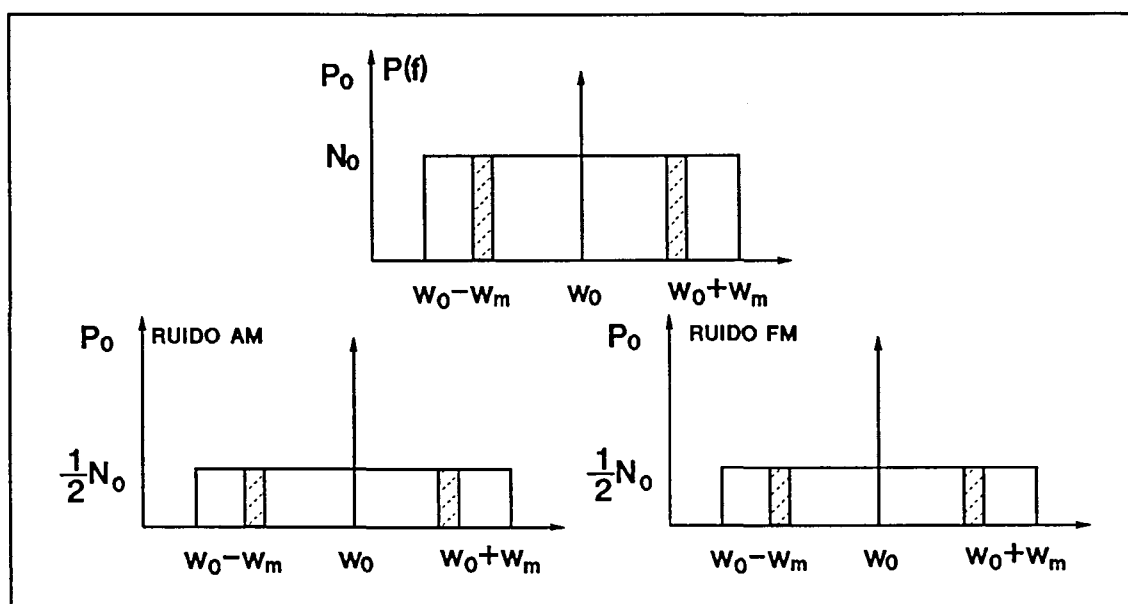 P₀ P(f)
N₀
w₀−wₘ w₀ w₀+wₘ
P₀ RUIDO AM
½N₀
w₀−wₘ w₀ w₀+wₘ
P₀ RUIDO FM
½N₀
w₀−wₘ w₀ w₀+wₘ